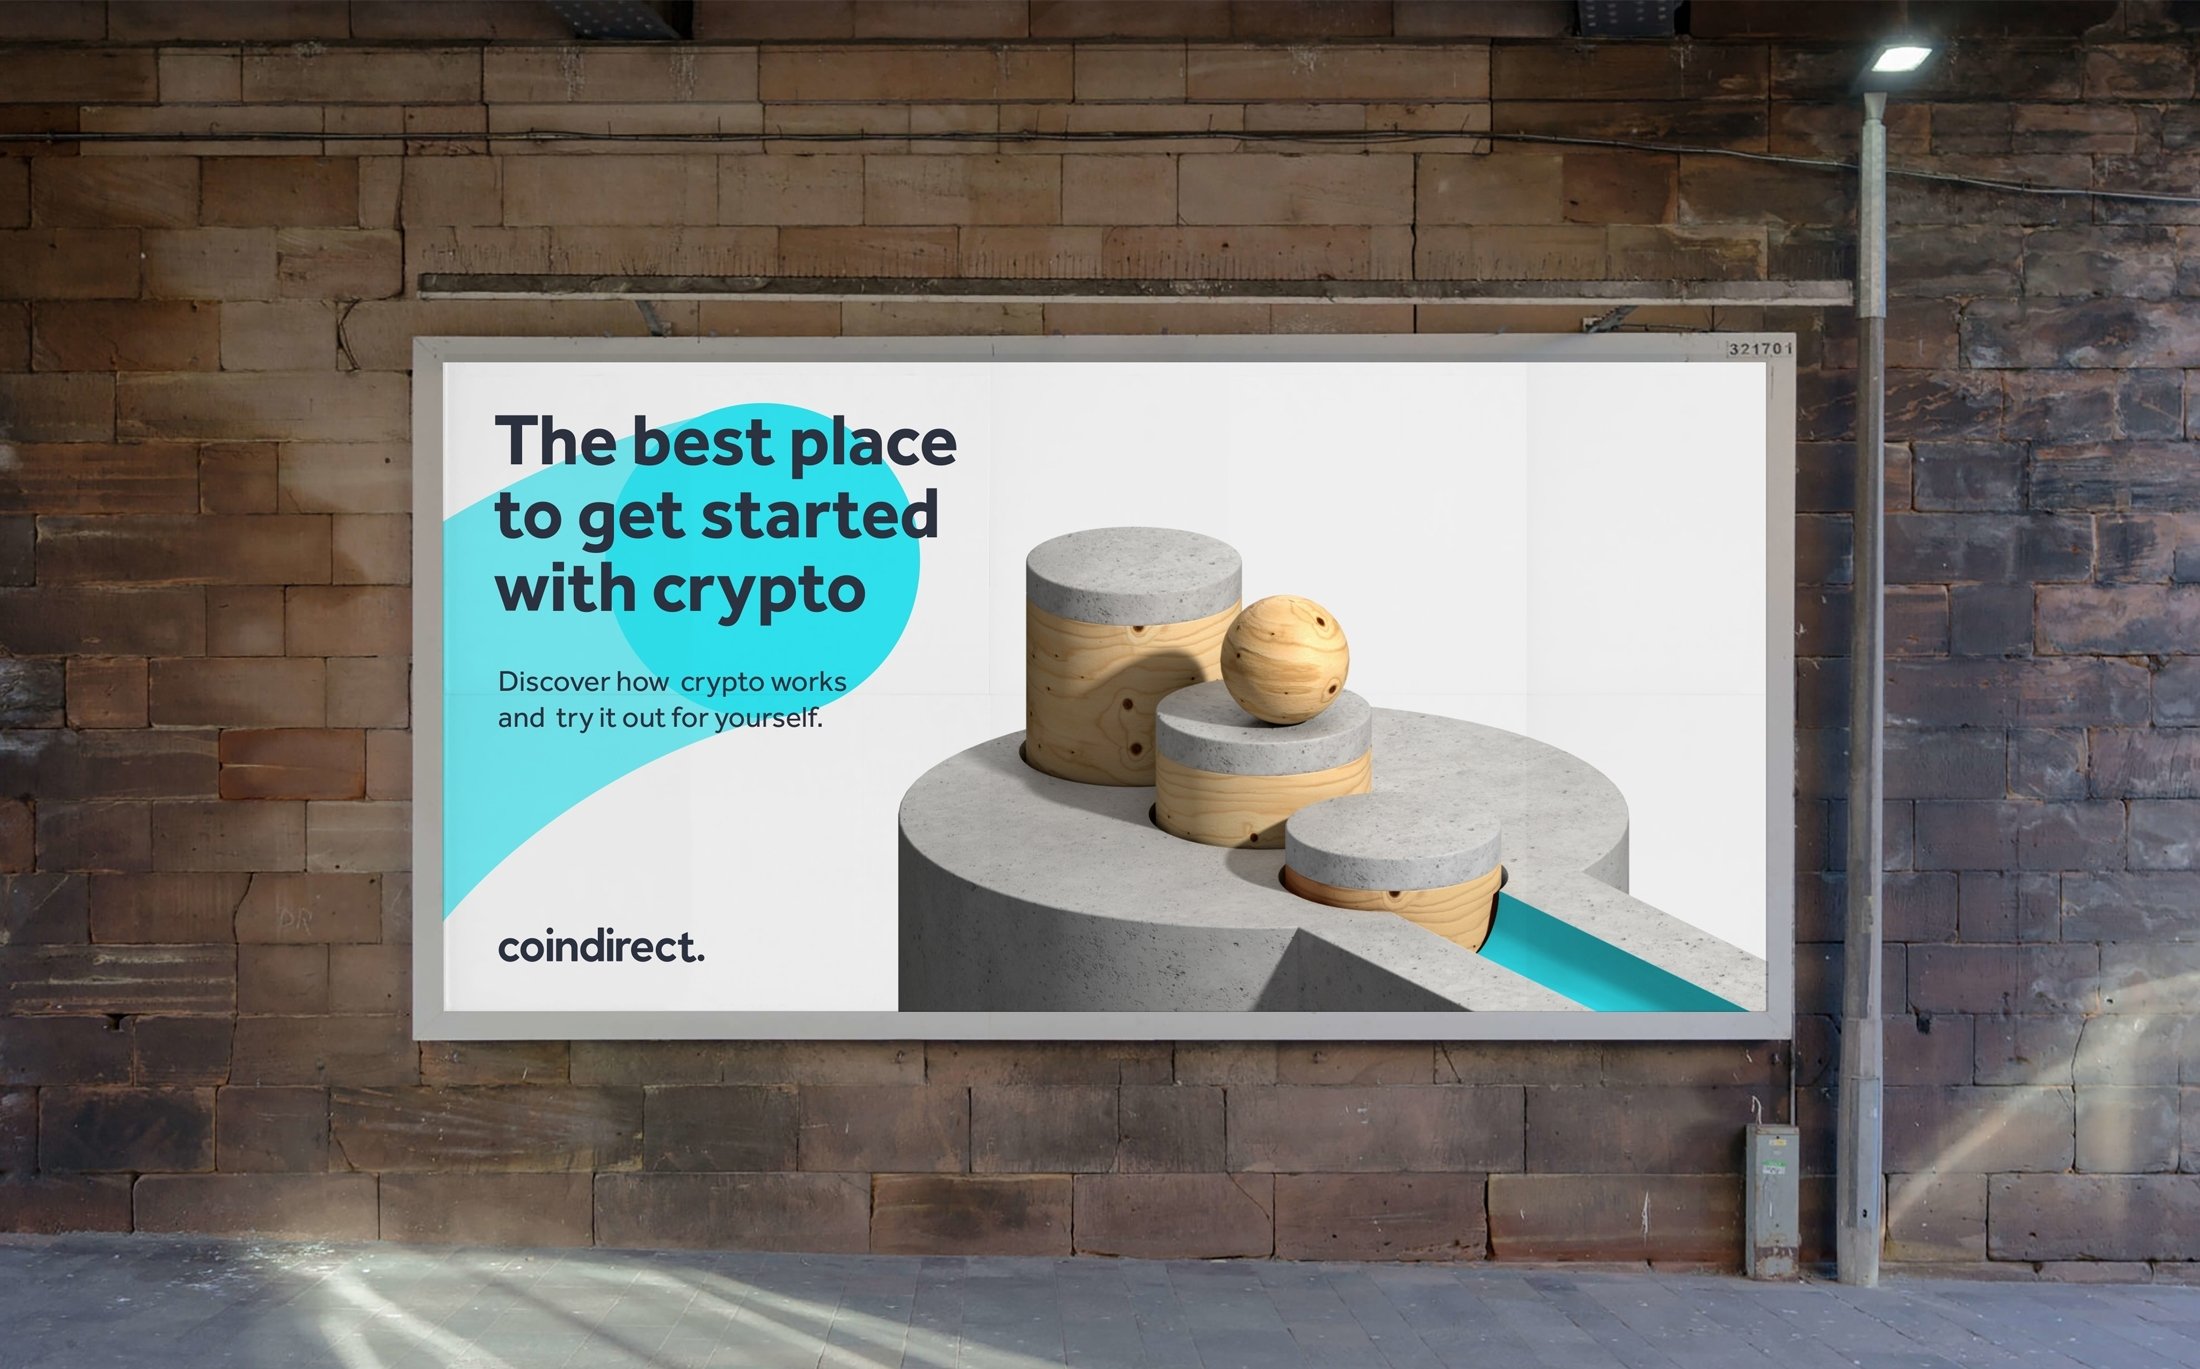 321701
The best place
to get started
with crypto
Discover how crypto works
and try it out for yourself.
coindirect.